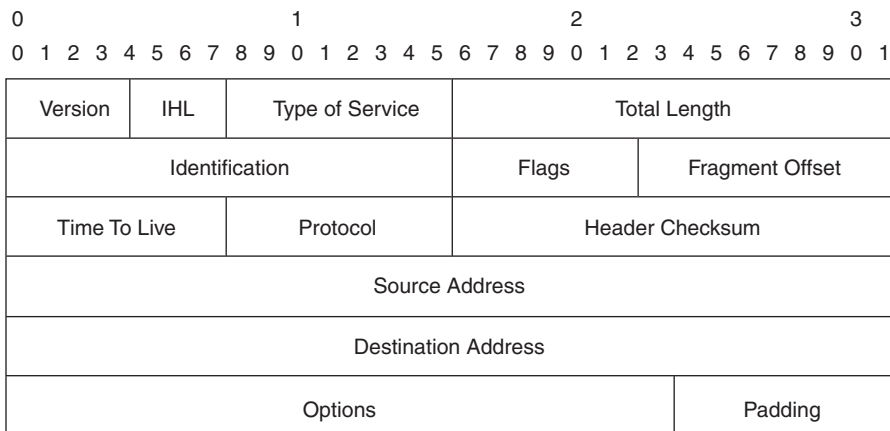 0 1 2 3
0 1 2 3 4 5 6 7 8 9 0 1 2 3 4 5 6 7 8 9 0 1 2 3 4 5 6 7 8 9 0 1
Version IHL Type of Service Total Length
Identification Flags Fragment Offset
Time To Live Protocol Header Checksum
Source Address
Destination Address
Options Padding